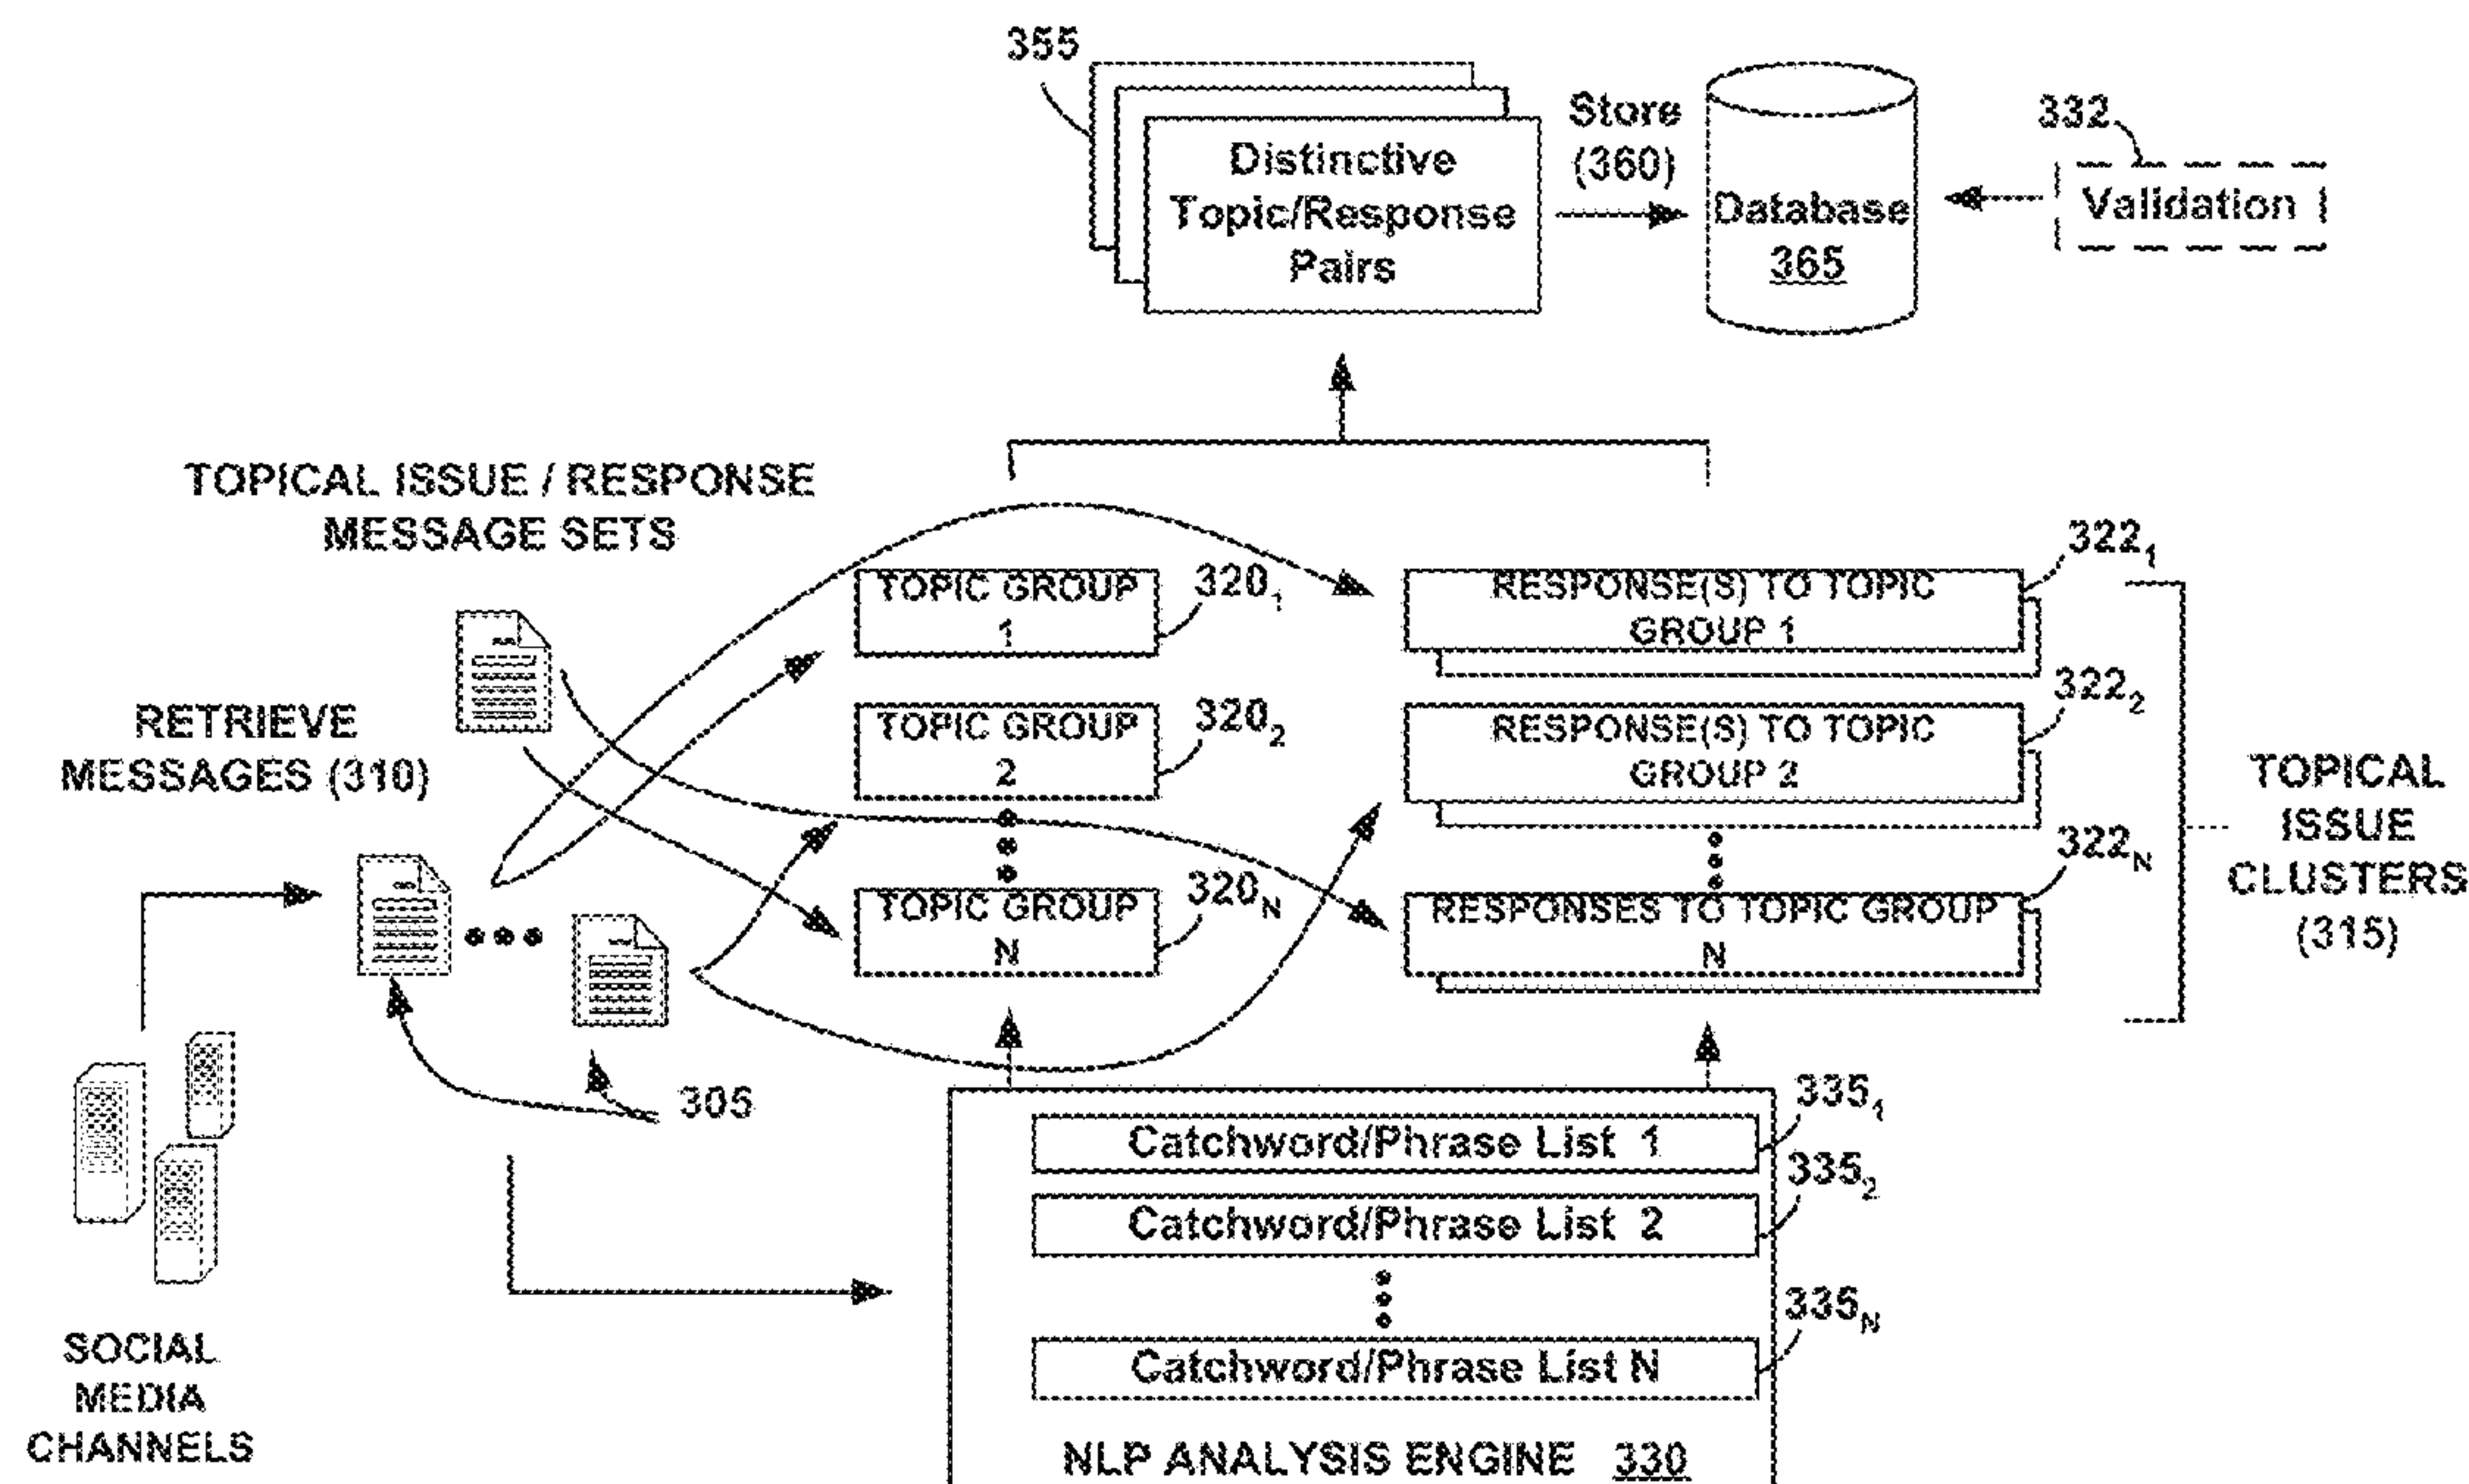 355
Distinctive
Topic/Response
Pairs
Store
(360)
Database
365
332
Validation
TOPICAL ISSUE / RESPONSE
MESSAGE SETS
RETRIEVE
MESSAGES (310)
TOPIC GROUP
1
320₁
TOPIC GROUP
2
320₂
TOPIC GROUP
N
320N
RESPONSE(S) TO TOPIC
GROUP 1
322₁
RESPONSE(S) TO TOPIC
GROUP 2
322₂
RESPONSES TO TOPIC GROUP
N
322N
TOPICAL
ISSUE
CLUSTERS
(315)
305
SOCIAL
MEDIA
CHANNELS
Catchword/Phrase List 1
335₁
Catchword/Phrase List 2
335₂
Catchword/Phrase List N
335N
NLP ANALYSIS ENGINE 330